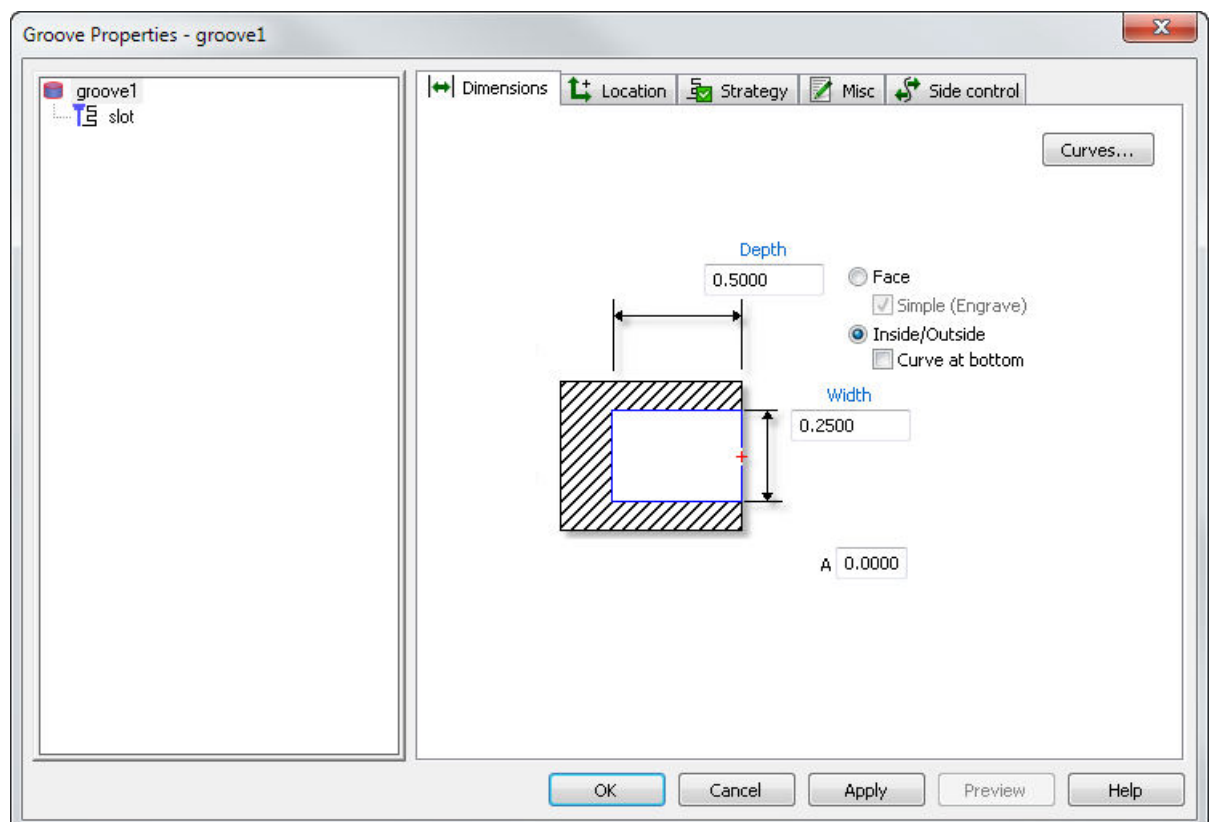 Groove Properties - groove1
groove1
slot
Dimensions Location Strategy Misc Side control
Curves...
Depth
0.5000
Face
Simple (Engrave)
Inside/Outside
Curve at bottom
Width
0.2500
A 0.0000
OK Cancel Apply Preview Help